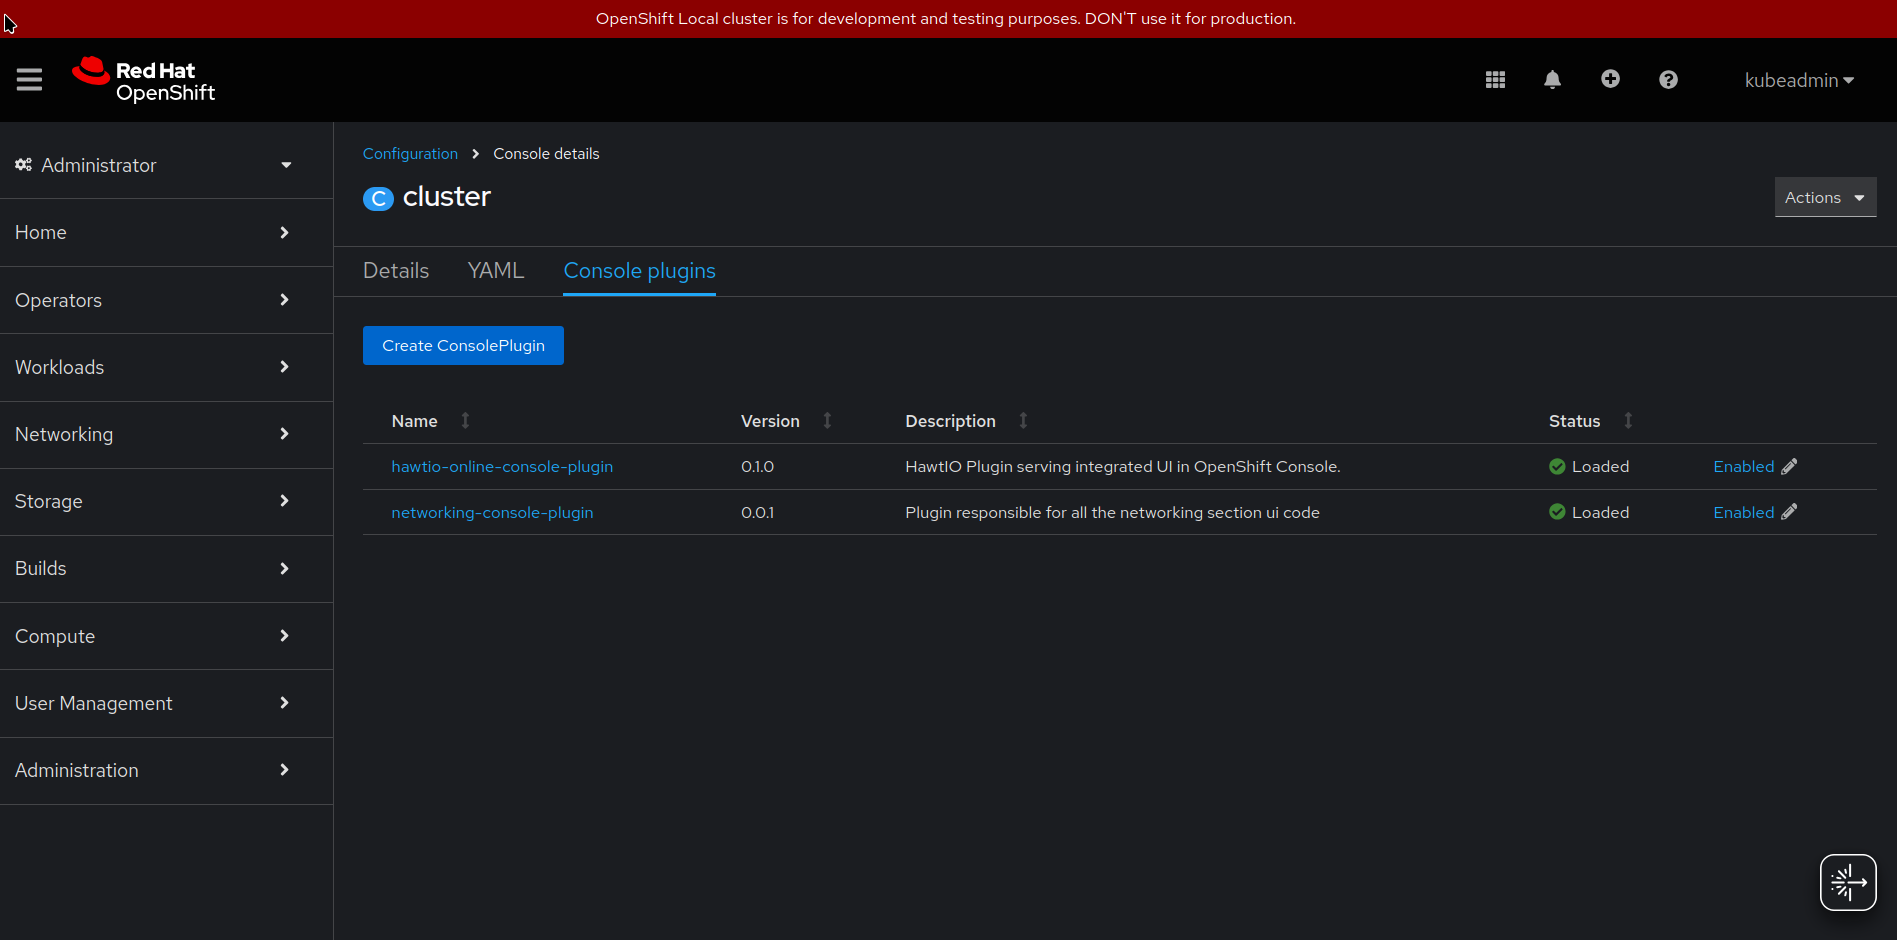 OpenShift Local cluster is for development and testing purposes. DON'T use it for production.
Red Hat
OpenShift
kubeadmin
Administrator
Home
Operators
Workloads
Networking
Storage
Builds
Compute
User Management
Administration
Configuration Console details
C cluster
Actions
Details YAML Console plugins
Create ConsolePlugin
Name Version Description Status
hawtio-online-console-plugin 0.1.0 HawtIO Plugin serving integrated UI in OpenShift Console. Loaded Enabled
networking-console-plugin 0.0.1 Plugin responsible for all the networking section ui code Loaded Enabled